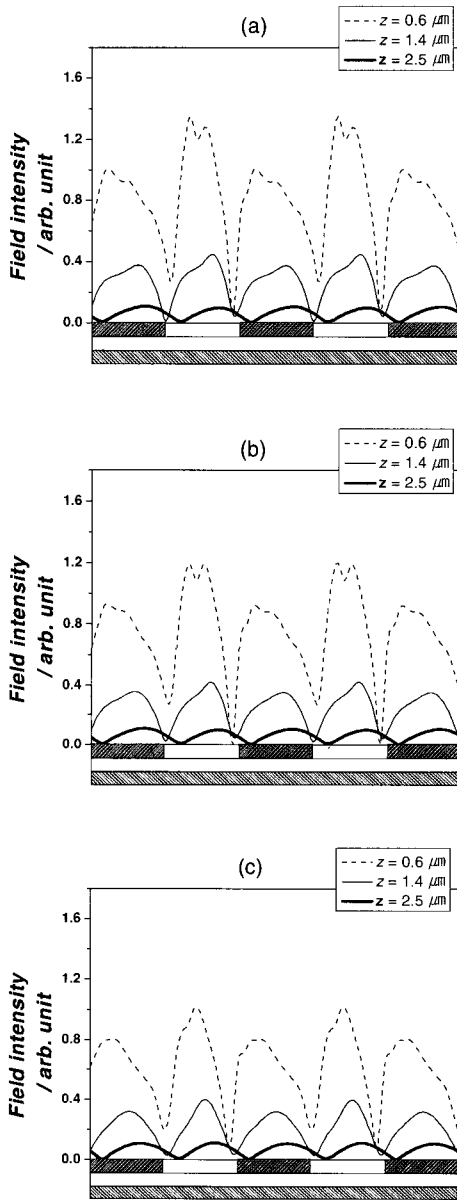 (a)
z = 0.6 μm
z = 1.4 μm
z = 2.5 μm
1.6
1.2
0.8
0.4
0.0
Field intensity
/ arb. unit
(b)
z = 0.6 μm
z = 1.4 μm
z = 2.5 μm
1.6
1.2
0.8
0.4
0.0
Field intensity
/ arb. unit
(c)
z = 0.6 μm
z = 1.4 μm
z = 2.5 μm
1.6
1.2
0.8
0.4
0.0
Field intensity
/ arb. unit